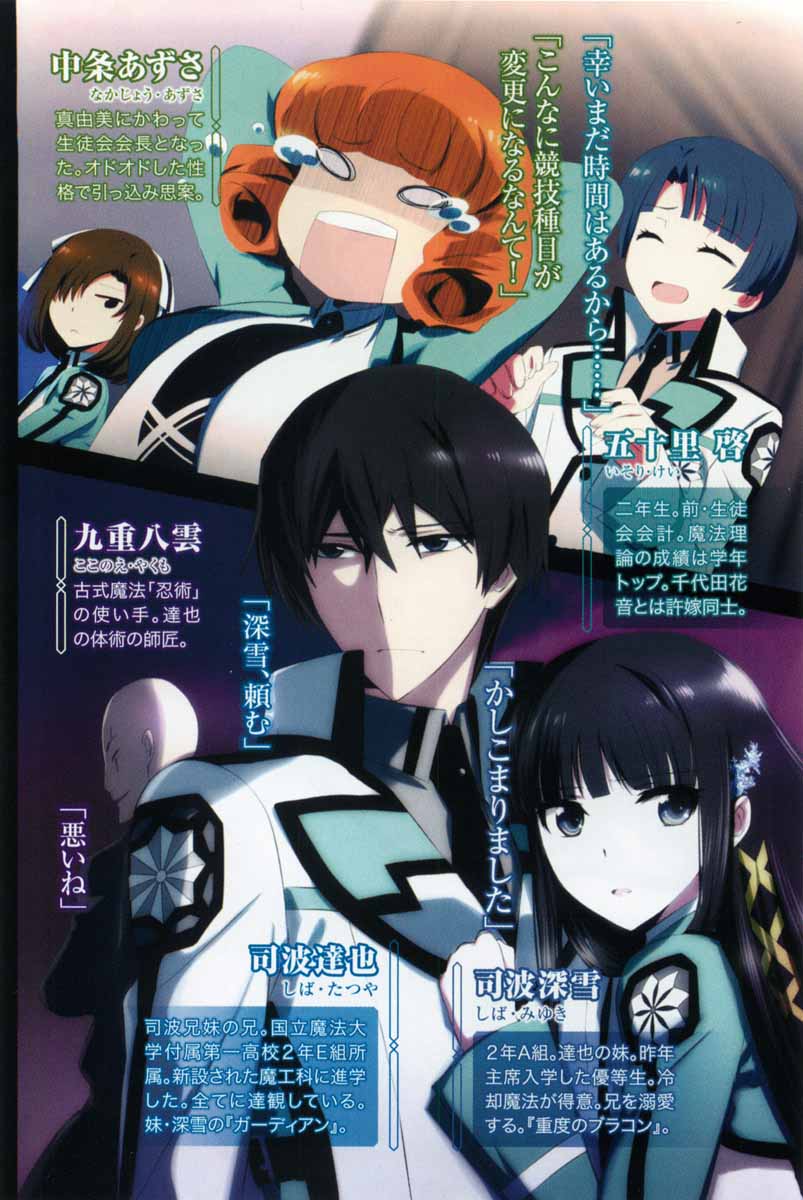 『幸いまだ時間はあるから……』
『こんなに競技種目が
変更になるなんて！』
中条あずさ
なかじょう・あずさ
真由美にかわって
生徒会会長となっ
た。オドオドした性
格で引っ込み思案。
五十里 啓
いそり・けい
二年生。前・生徒
会会計。魔法理
論の成績は学年
トップ。千代田花
音とは許嫁同士。
九重八雲
ここのえ・やくも
古式魔法「忍術」
の使い手。達也
の体術の師匠。
「深雪、頼む」
『かしこまりました』
「悪いね」
司波達也
しば・たつや
司波兄妹の兄。国立魔法大
学付属第一高校2年E組所
属。新設された魔工科に進学
した。全てに達観している。
妹・深雪の『ガーディアン』。
司波深雪
しば・みゆき
2年A組。達也の妹。昨年
主席入学した優等生。冷
却魔法が得意。兄を溺愛
する。『重度のブラコン』。